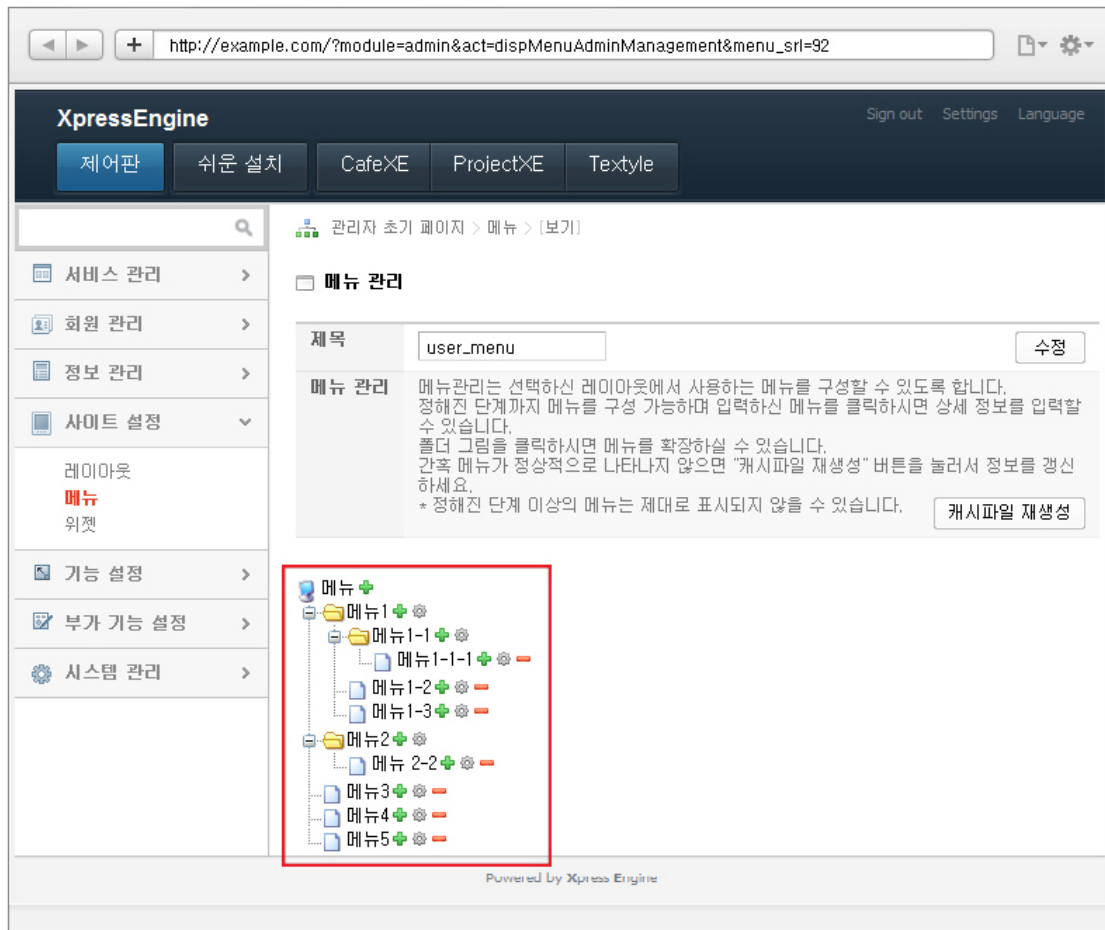 http://example.com/?module=admin&act=dispMenuAdminManagement&menu_srl=92
XpressEngine
Sign out Settings Language
제어판 쉬운 설치 CafeXE ProjectXE Textyle
관리자 초기 페이지 > 메뉴 > [보기]
서비스 관리
회원 관리
정보 관리
사이트 설정
레이아웃
메뉴
위젯
기능 설정
부가 기능 설정
시스템 관리
메뉴 관리
제목 user_menu 수정
메뉴 관리 메뉴관리는 선택하신 레이아웃에서 사용하는 메뉴를 구성할 수 있도록 합니다.
정해진 단계까지 메뉴를 구성 가능하며 입력하신 메뉴를 클릭하시면 상세 정보를 입력할
수 있습니다.
폴더 그림을 클릭하시면 메뉴를 확장하실 수 있습니다.
간혹 메뉴가 정상적으로 나타나지 않으면 "캐시파일 재생성" 버튼을 눌러서 정보를 갱신
하세요.
* 정해진 단계 이상의 메뉴는 제대로 표시되지 않을 수 있습니다.
캐시파일 재생성
메뉴
메뉴1
메뉴1-1
메뉴1-1-1
메뉴1-2
메뉴1-3
메뉴2
메뉴 2-2
메뉴3
메뉴4
메뉴5
Powered by Xpress Engine